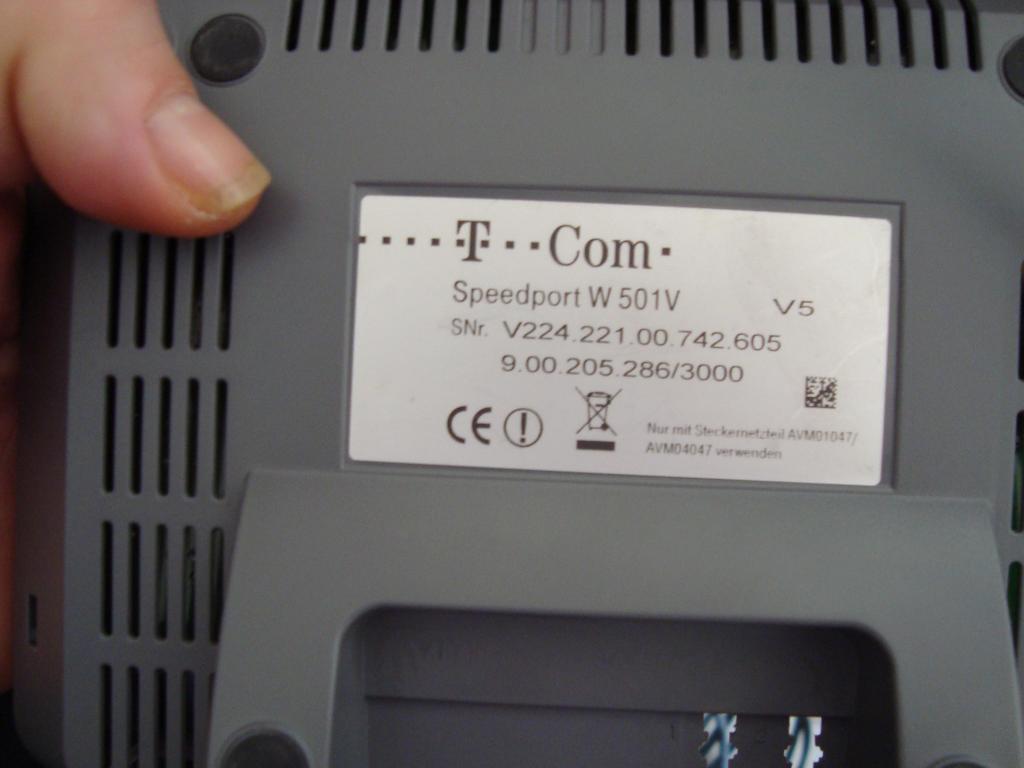 ····T··Com·
Speedport W 501V V5
SNr. V224.221.00.742.605
9.00.205.286/3000
CE
Nur mit Steckernetzteil AVM01047/
AVM04047 verwenden